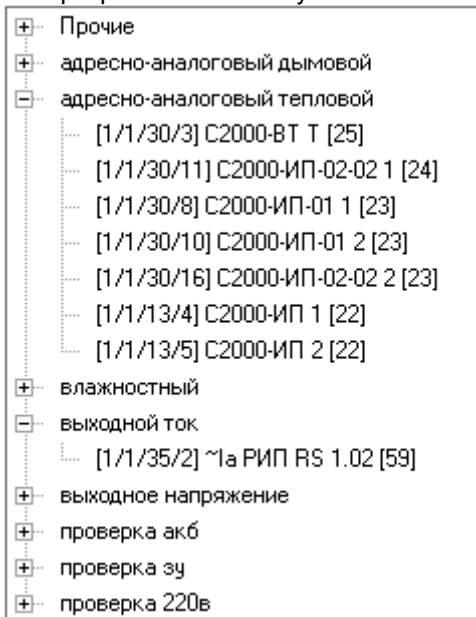 Прочие
адресно-аналоговый дымовой
адресно-аналоговый тепловой
[1/1/30/3] С2000-ВТ Т [25]
[1/1/30/11] С2000-ИП-02-02 1 [24]
[1/1/30/8] С2000-ИП-01 1 [23]
[1/1/30/10] С2000-ИП-01 2 [23]
[1/1/30/16] С2000-ИП-02-02 2 [23]
[1/1/13/4] С2000-ИП 1 [22]
[1/1/13/5] С2000-ИП 2 [22]
влажностный
выходной ток
[1/1/35/2] ~Ia РИП RS 1.02 [59]
выходное напряжение
проверка акб
проверка зу
проверка 220в